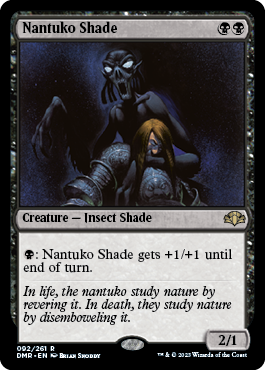 Nantuko Shade
Creature — Insect Shade
: Nantuko Shade gets +1/+1 until
end of turn.
In life, the nantuko study nature by
revering it. In death, they study
nature by disemboweling it.
2/1
092/261 R
DMR • EN Brian Snoddy
™ & © 2023 Wizards of the Coast